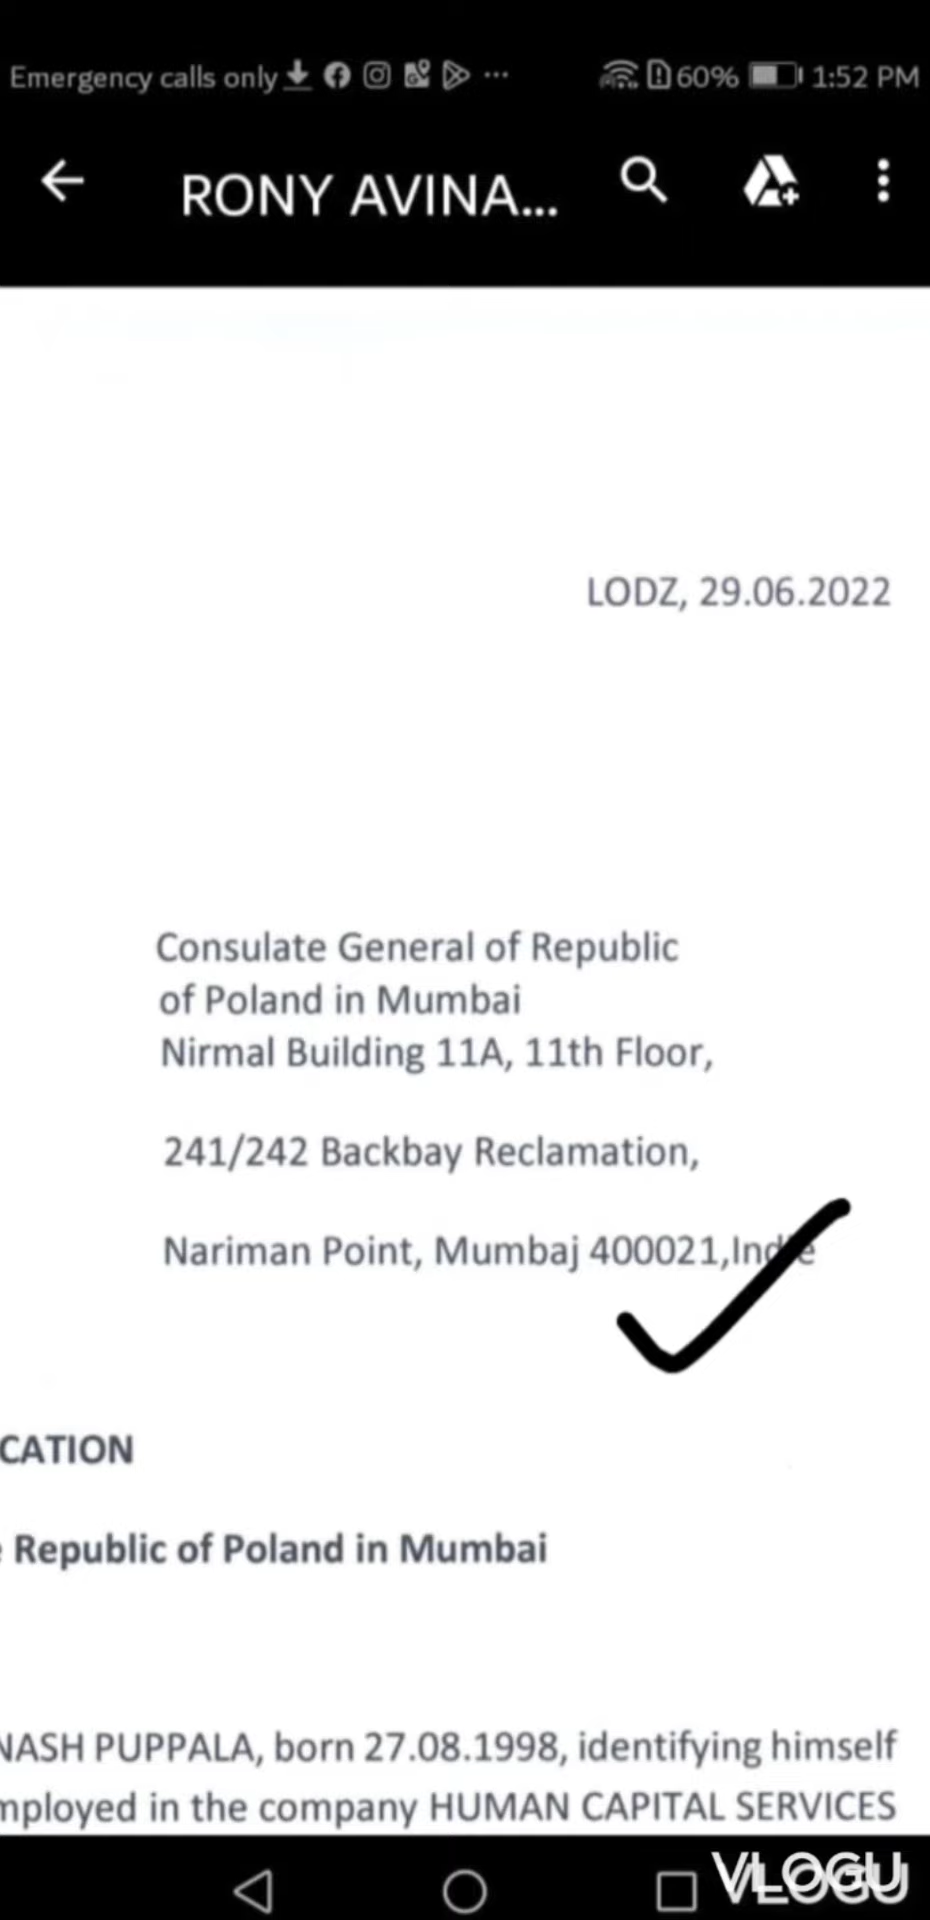 Emergency calls only 60% 1:52 PM
RONY AVINA...
LODZ, 29.06.2022
Consulate General of Republic
of Poland in Mumbai
Nirmal Building 11A, 11th Floor,
241/242 Backbay Reclamation,
Nariman Point, Mumbaj 400021,Indie
CATION
e Republic of Poland in Mumbai
NASH PUPPALA, born 27.08.1998, identifying himself
mployed in the company HUMAN CAPITAL SERVICES
VLOGU